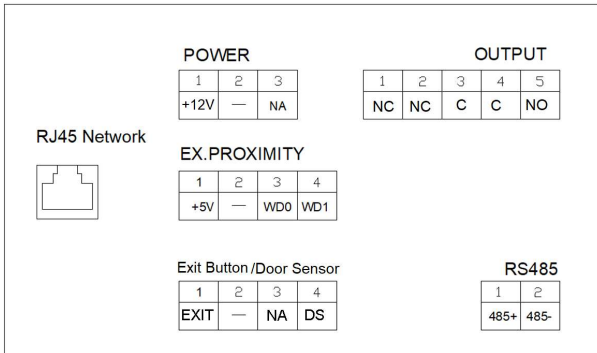 POWER
1 2 3
+12V — NA
OUTPUT
1 2 3 4 5
NC NC C C NO
RJ45 Network
EX.PROXIMITY
1 2 3 4
+5V — WD0 WD1
Exit Button /Door Sensor
1 2 3 4
EXIT — NA DS
RS485
1 2
485+ 485-